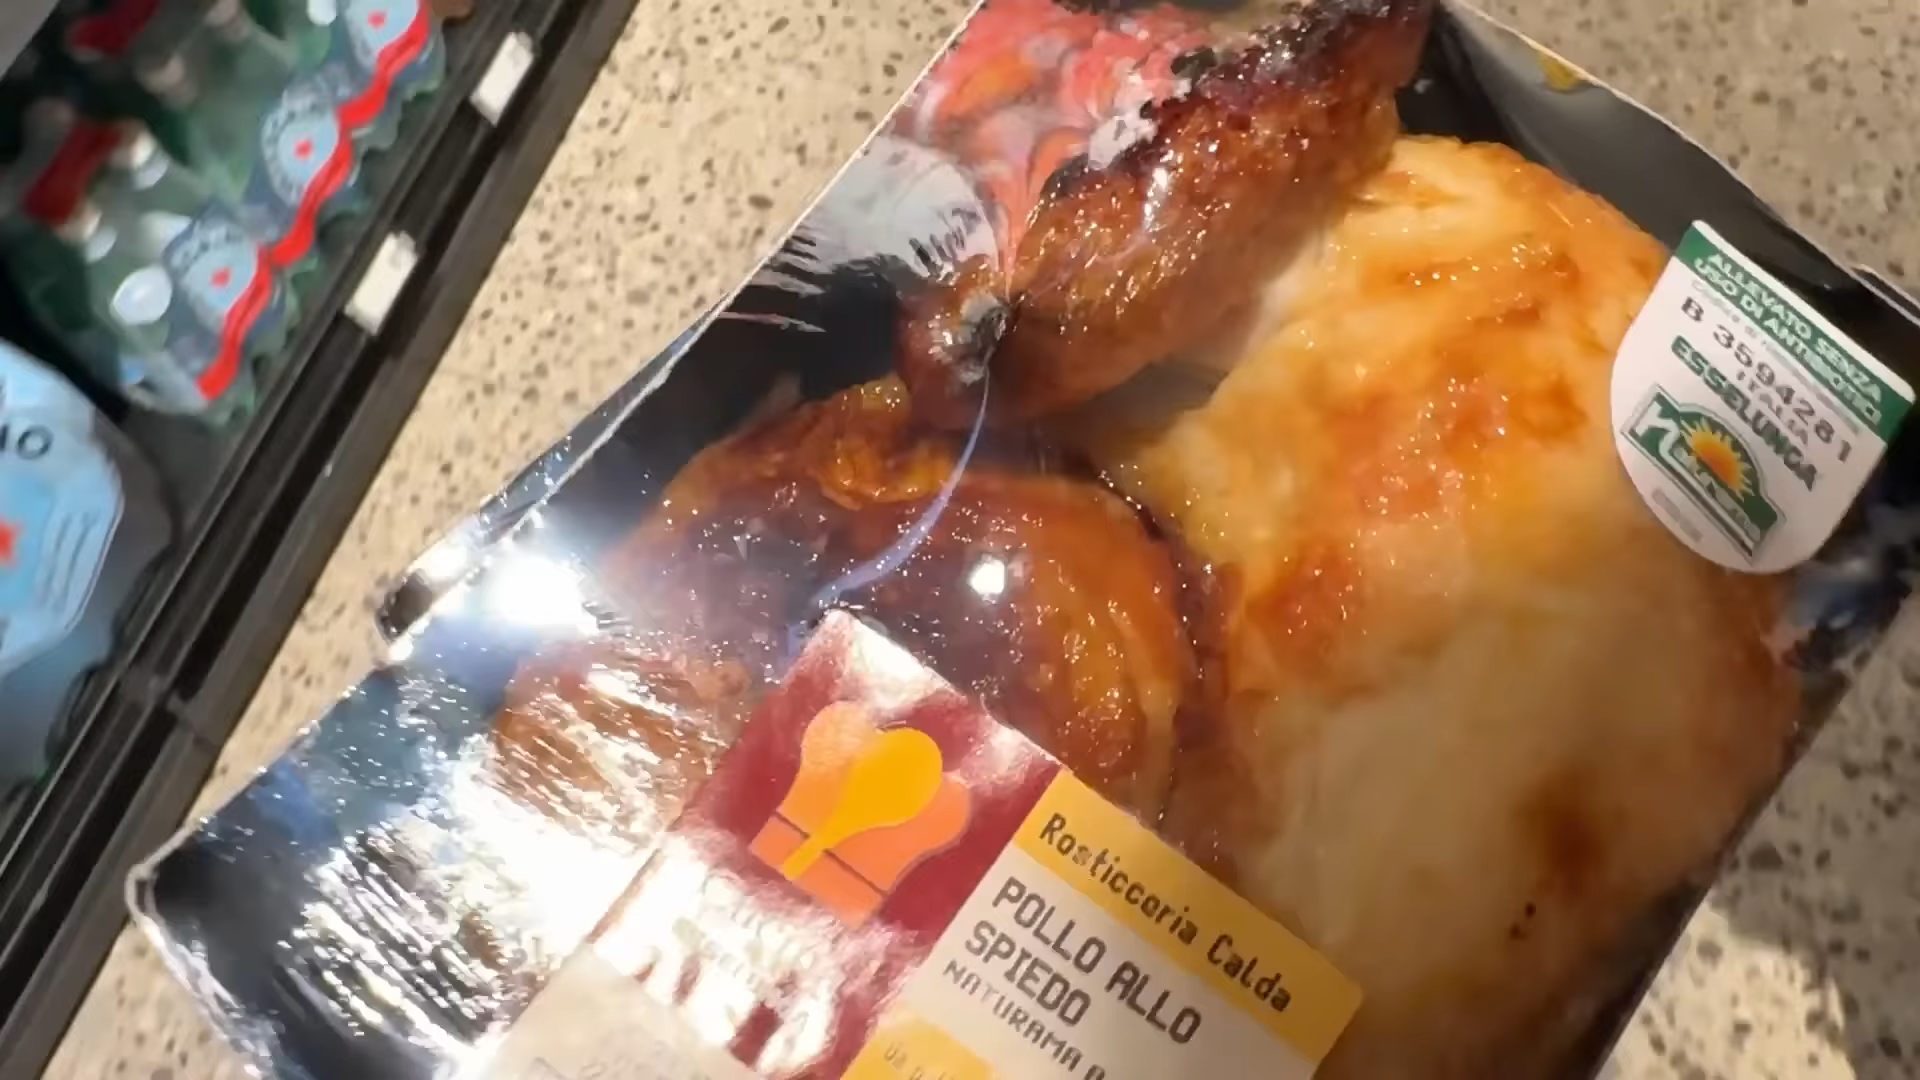 ALLEVATO SENZA
USO DI ANTIBIOTICI
B 3594281
ITALIA
ESSELUNGA
Rosticceria Calda
POLLO ALLO
SPIEDO
NATURAMA